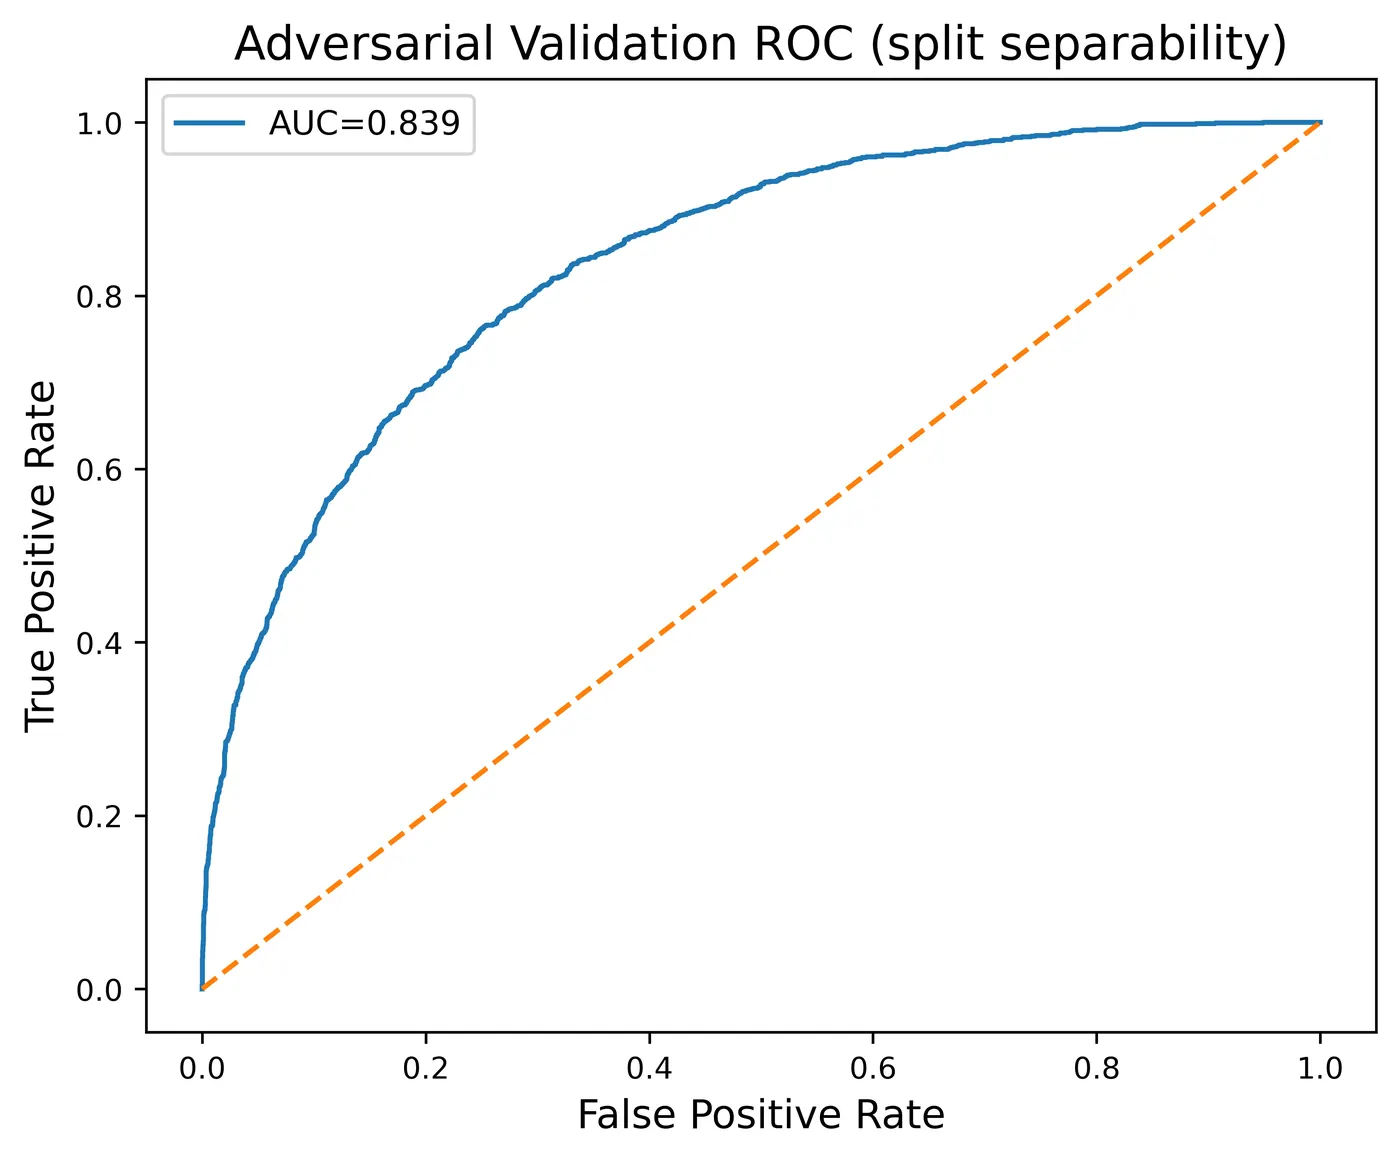 Adversarial Validation ROC (split separability)
AUC=0.839
1.0
0.8
0.6
0.4
0.2
0.0
True Positive Rate
0.0 0.2 0.4 0.6 0.8 1.0
False Positive Rate